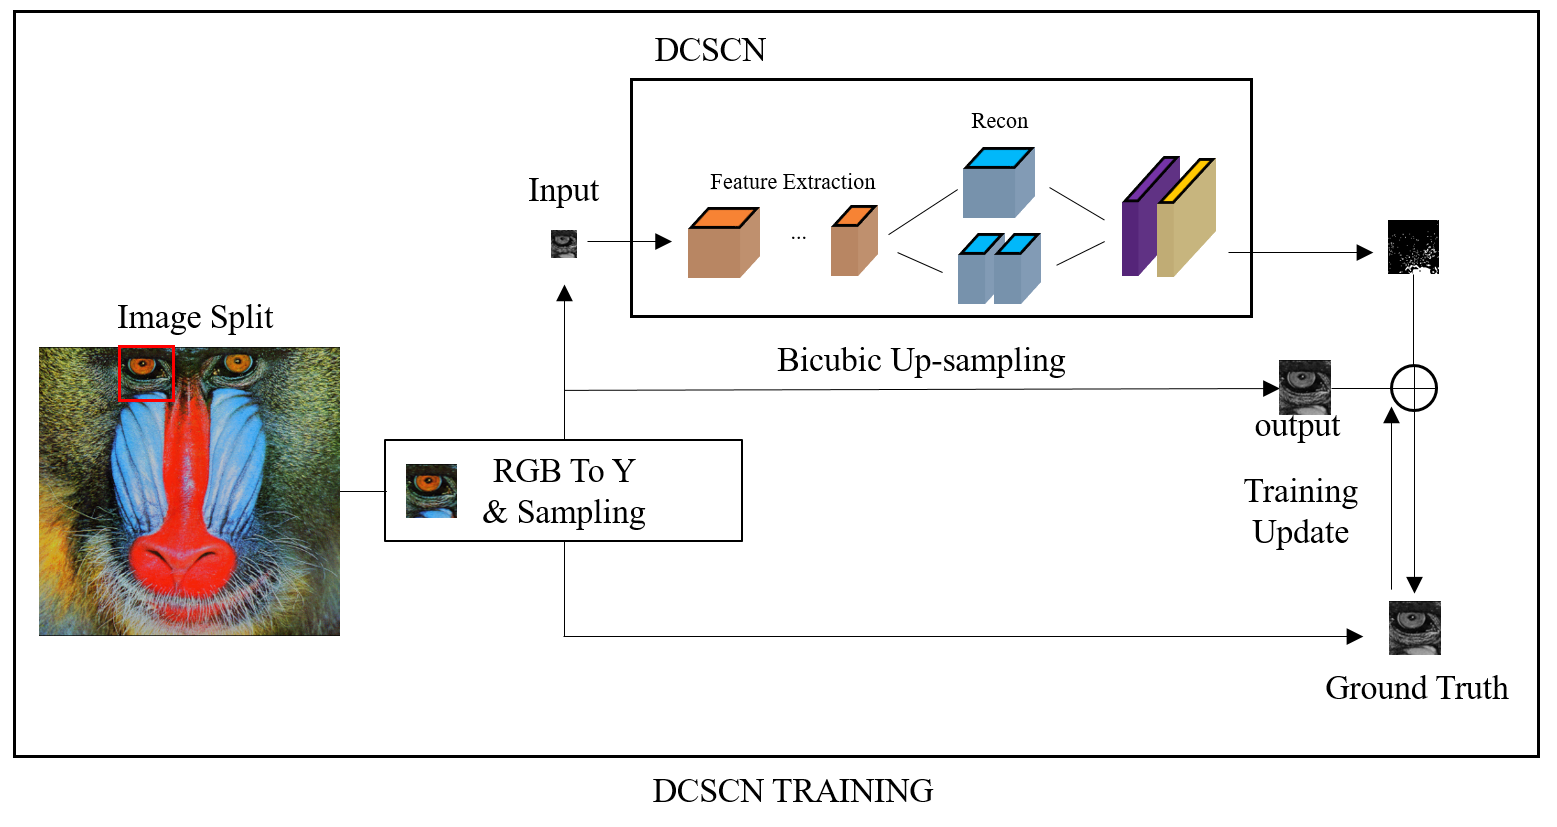 DCSCN
Recon
Feature Extraction
...
Input
Image Split
Bicubic Up-sampling
output
RGB To Y
& Sampling
Training
Update
Ground Truth
DCSCN TRAINING